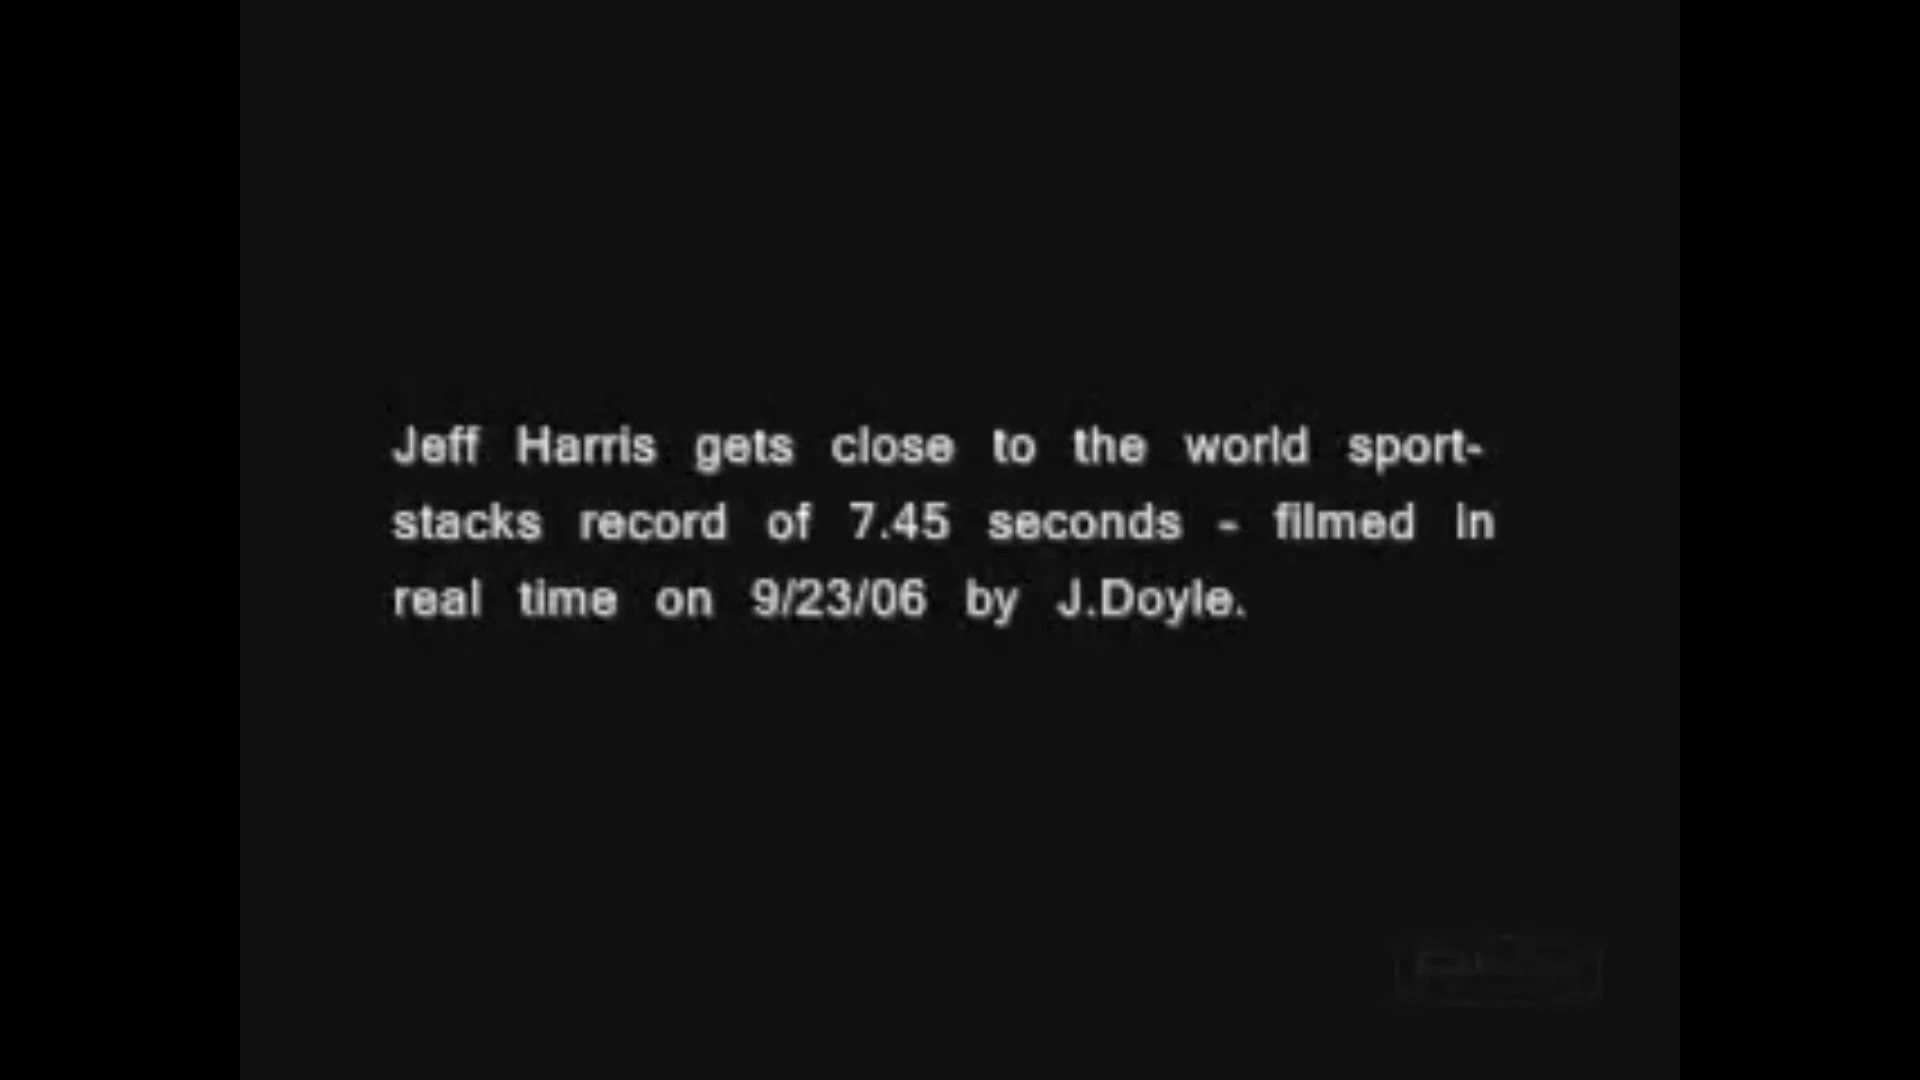 Jeff Harris gets close to the world sport-
stacks record of 7.45 seconds - filmed in
real time on 9/23/06 by J.Doyle.